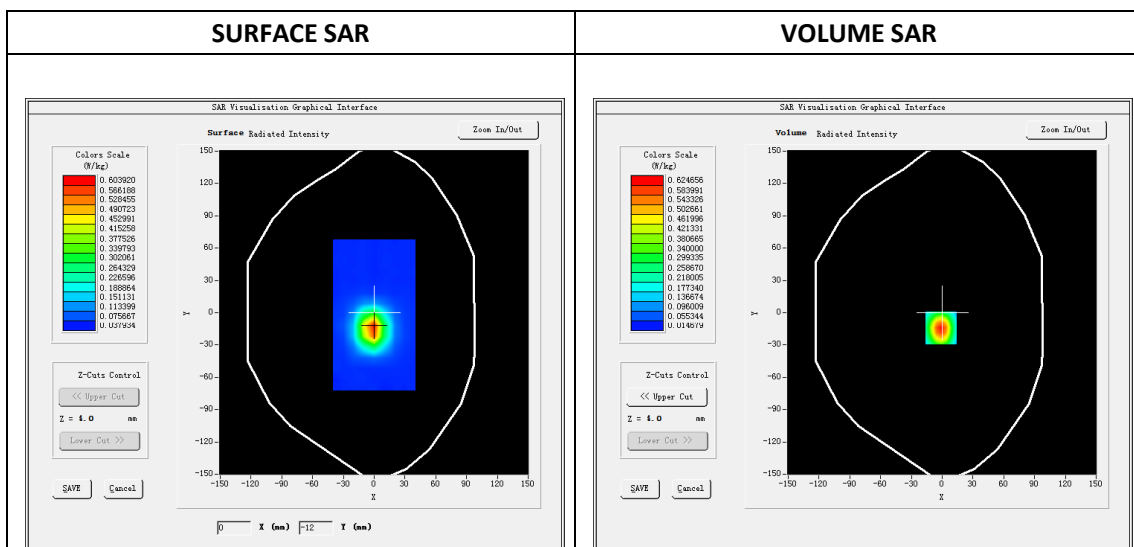 SURFACE SAR
VOLUME SAR
SAR Visualisation Graphical Interface
Surface Radiated Intensity
Zoom In/Out
Colors Scale
(W/kg)
0.603920
0.566188
0.528455
0.490723
0.452991
0.415258
0.377526
0.339793
0.302061
0.264329
0.226596
0.188864
0.151131
0.113399
0.075667
0.037934
Z-Cuts Control
<< Upper Cut
Z = 4.0 mm
Lower Cut >>
SAVE
Cancel
150
120
90
60
30
0
-30
-60
-90
-120
-150
Y
-150 -120 -90 -60 -30 0 30 60 90 120 150
X
0 X (mm) -12 Y (mm)
SAR Visualisation Graphical Interface
Volume Radiated Intensity
Zoom In/Out
Colors Scale
(W/kg)
0.624656
0.583991
0.543326
0.502661
0.461996
0.421331
0.380665
0.340000
0.299335
0.258670
0.218005
0.177340
0.136674
0.096009
0.055344
0.014679
Z-Cuts Control
<< Upper Cut
Z = 4.0 mm
Lower Cut >>
SAVE
Cancel
150
120
90
60
30
0
-30
-60
-90
-120
-150
Y
-150 -120 -90 -60 -30 0 30 60 90 120 150
X